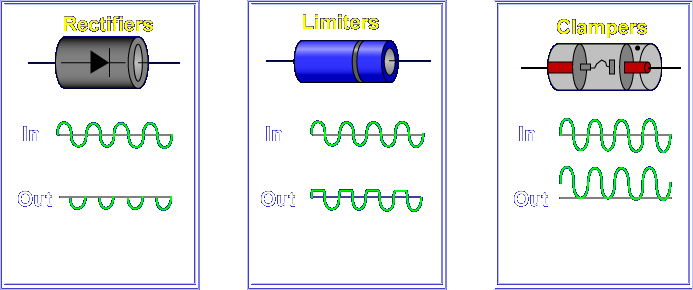 Rectifiers
In
Out
Limiters
In
Out
Clampers
In
Out